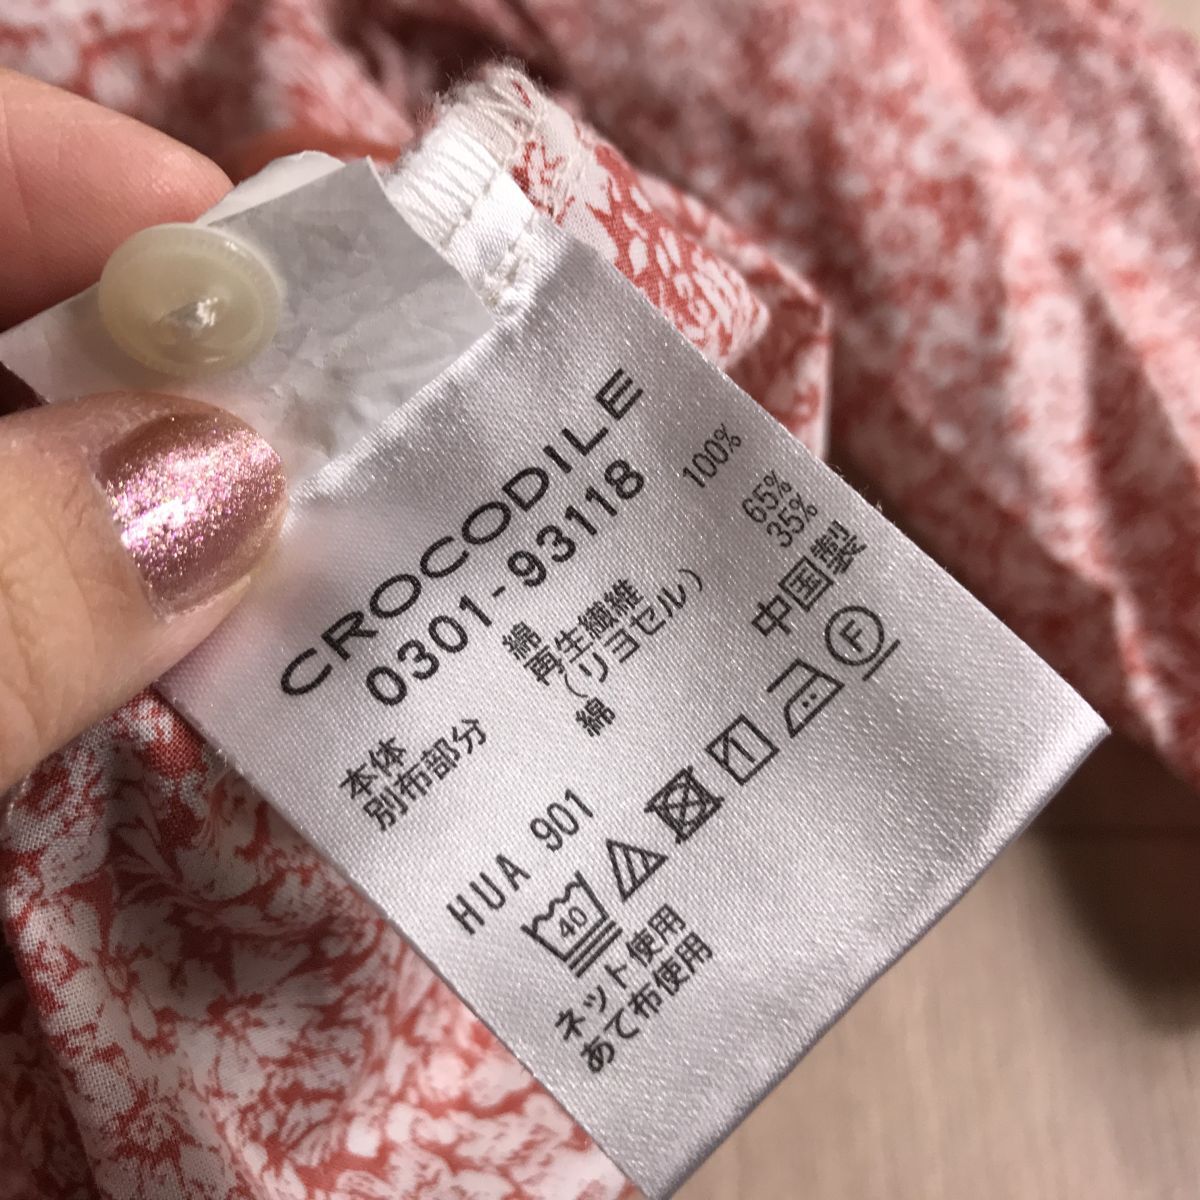 CROCODILE
0301-93118
本体 綿 100%
別布部分 再生繊維
(リヨセル) 65%
綿 35%
中国製
HUA 901
40
F
ネット使用
あて布使用